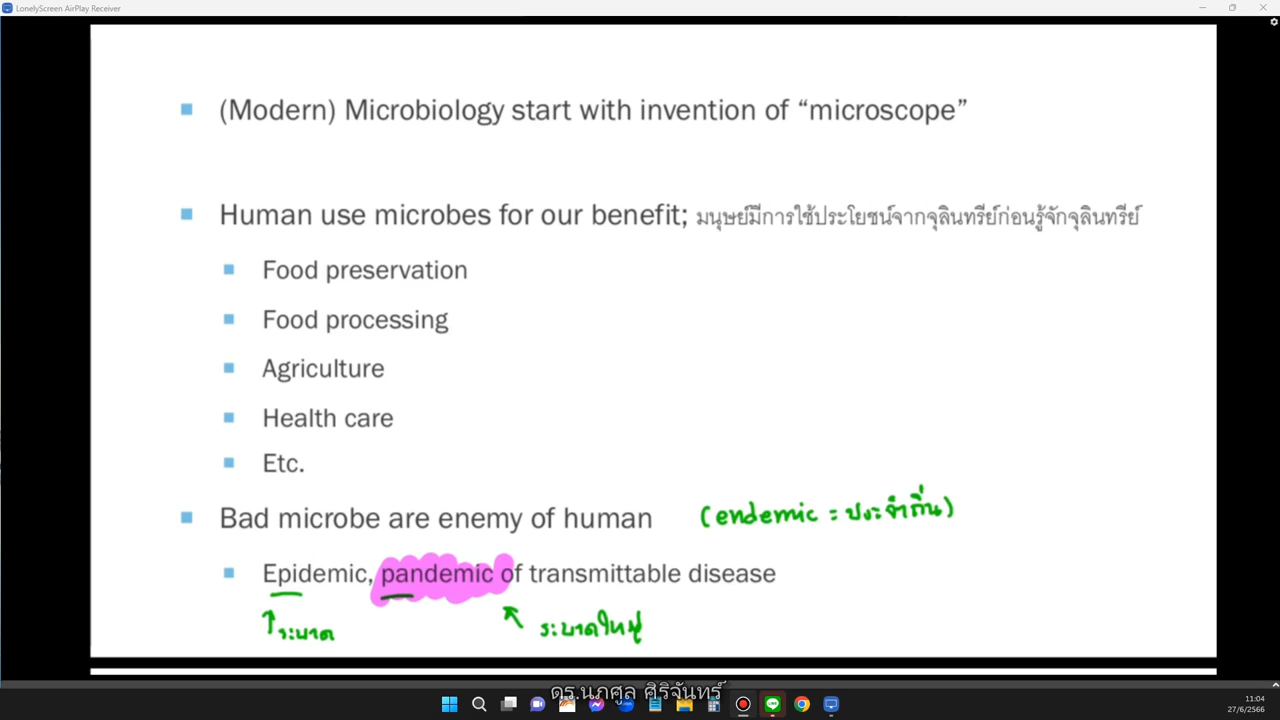 LonelyScreen AirPlay Receiver
(Modern) Microbiology start with invention of “microscope”
Human use microbes for our benefit; มนุษย์มีการใช้ประโยชน์จากจุลินทรีย์ก่อนรู้จักจุลินทรีย์
Food preservation
Food processing
Agriculture
Health care
Etc.
Bad microbe are enemy of human (endemic = ประจำถิ่น)
Epidemic, pandemic of transmittable disease
ระบาด ระบาดใหญ่
ดร.นภศูล ศิริจันทร์
11:04
27/6/2566